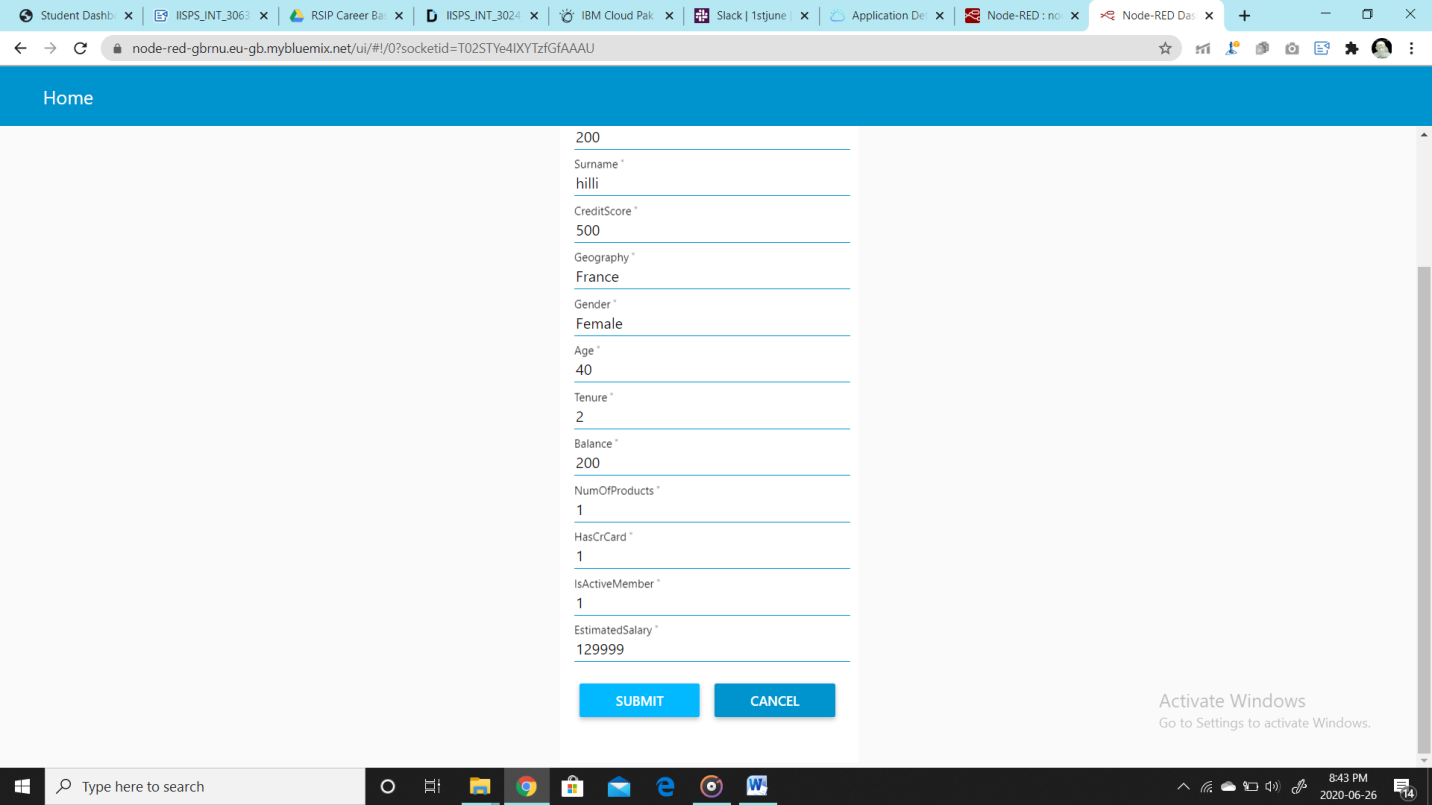 Student Dashb
IISPS_INT_3063
RSIP Career Bas
IISPS_INT_3024
IBM Cloud Pak
Slack | 1stjune
Application Det
Node-RED : no
Node-RED Das
node-red-gbrnu.eu-gb.mybluemix.net/ui/#!/0?socketid=T02STYe4IXYTzfGfAAAU
Home
200
Surname *
hilli
CreditScore *
500
Geography *
France
Gender *
Female
Age *
40
Tenure *
2
Balance *
200
NumOfProducts *
1
HasCrCard *
1
IsActiveMember *
1
EstimatedSalary *
129999
SUBMIT CANCEL
Activate Windows
Go to Settings to activate Windows.
Type here to search
8:43 PM
2020-06-26
14